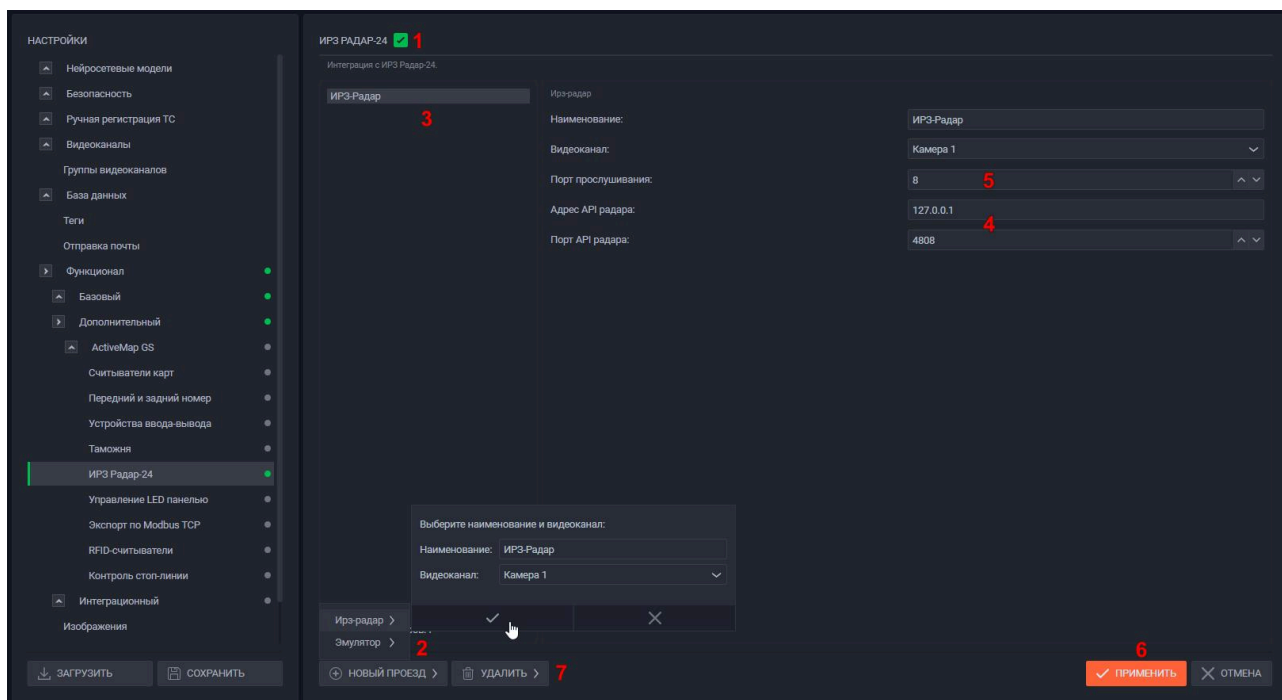 НАСТРОЙКИ
Нейросетевые модели
Безопасность
Ручная регистрация ТС
Видеоканалы
Группы видеоканалов
База данных
Теги
Отправка почты
Функционал
Базовый
Дополнительный
ActiveMap GS
Считыватели карт
Передний и задний номер
Устройства ввода-вывода
Таможня
ИРЗ Радар-24
Управление LED панелью
Экспорт по Modbus TCP
RFID-считыватели
Контроль стоп-линии
Интеграционный
Изображения
ЗАГРУЗИТЬ
СОХРАНИТЬ
ИРЗ РАДАР-24 1
Интеграция с ИРЗ Радар-24.
ИРЗ-Радар
3
Ирз-радар
Наименование: ИРЗ-Радар
Видеоканал: Камера 1
Порт прослушивания: 8 5
Адрес API радара: 127.0.0.1
4
Порт API радара: 4808
Выберите наименование и видеоканал:
Наименование: ИРЗ-Радар
Видеоканал: Камера 1
Ирз-радар
Эмулятор
2
НОВЫЙ ПРОЕЗД
УДАЛИТЬ 7
6
ПРИМЕНИТЬ
ОТМЕНА